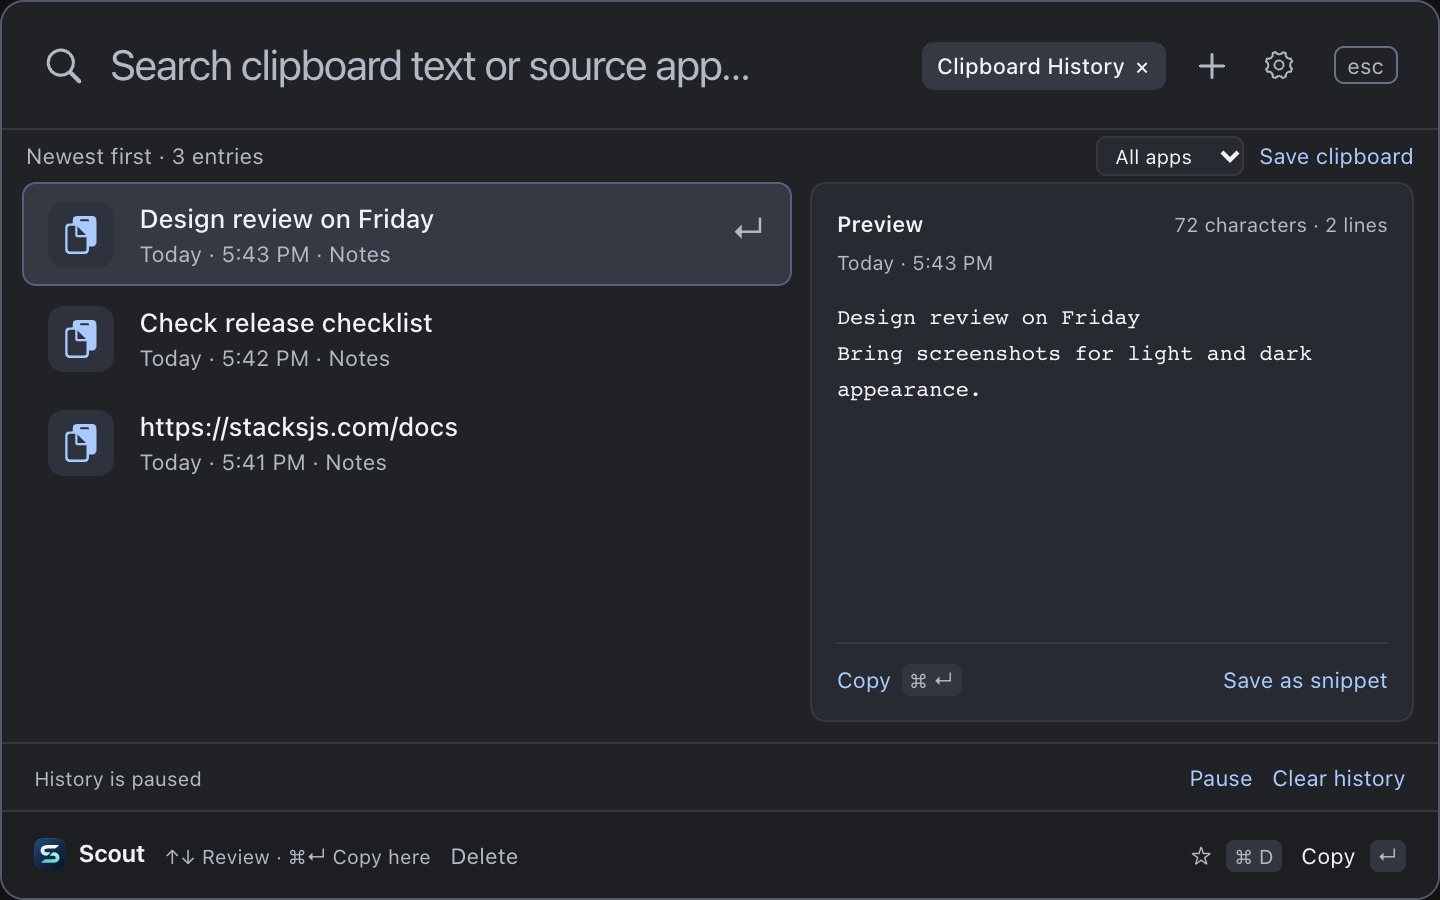 Search clipboard text or source app...
Clipboard History ×
esc
Newest first · 3 entries
All apps
Save clipboard
Design review on Friday
Today · 5:43 PM · Notes
Check release checklist
Today · 5:42 PM · Notes
https://stacksjs.com/docs
Today · 5:41 PM · Notes
Preview
72 characters · 2 lines
Today · 5:43 PM
Design review on Friday
Bring screenshots for light and dark
appearance.
Copy ⌘ ↵
Save as snippet
History is paused
Pause
Clear history
Scout
↑↓ Review · ⌘↵ Copy here
Delete
☆ ⌘ D
Copy ↵